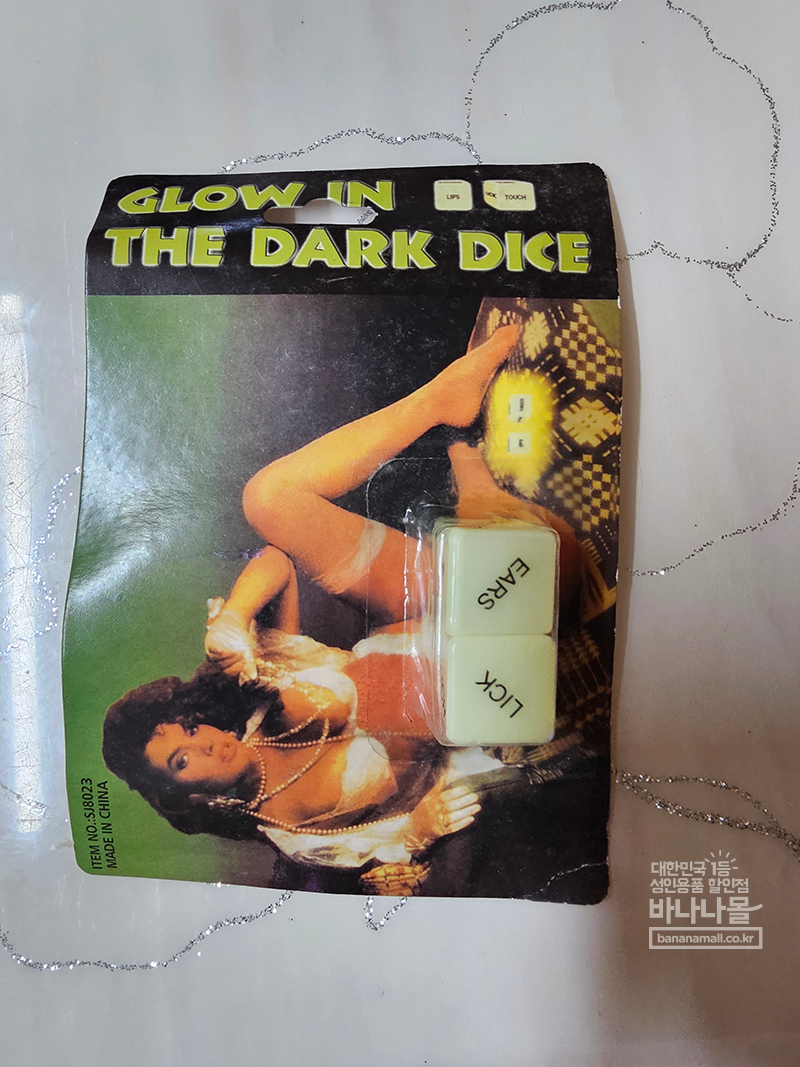 GLOW IN
THE DARK DICE
LIPS
LICK
TOUCH
EARS
LICK
ITEM NO.:SJ8023
MADE IN CHINA
대한민국 1등
성인용품 할인점
바나나몰
bananamall.co.kr